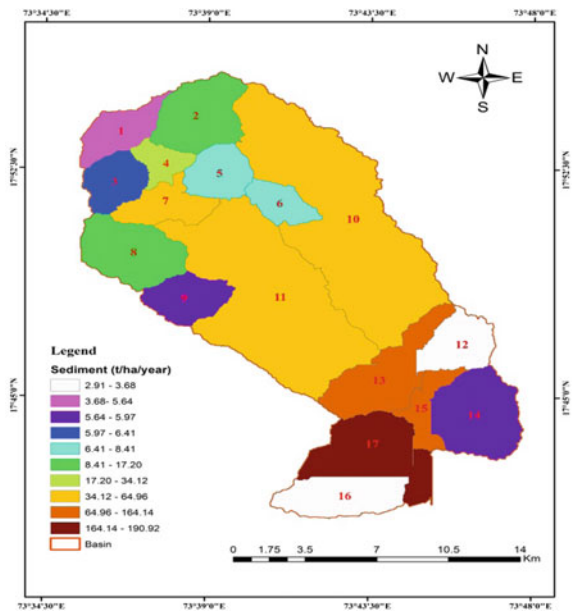 73°34'30"E 73°39'0"E 73°43'30"E 73°48'0"E
N
W E
S
17°52'30"N 17°52'30"N
1
2
3
4
5
6
7
8
9
10
11
12
13
14
15
16
17
17°45'0"N 17°45'0"N
Legend
Sediment (t/ha/year)
2.91 - 3.68
3.68- 5.64
5.64 - 5.97
5.97 - 6.41
6.41 - 8.41
8.41 - 17.20
17.20 - 34.12
34.12 - 64.96
64.96 - 164.14
164.14 - 190.92
Basin
0 1.75 3.5 7 10.5 14
Km
73°34'30"E 73°39'0"E 73°43'30"E 73°48'0"E